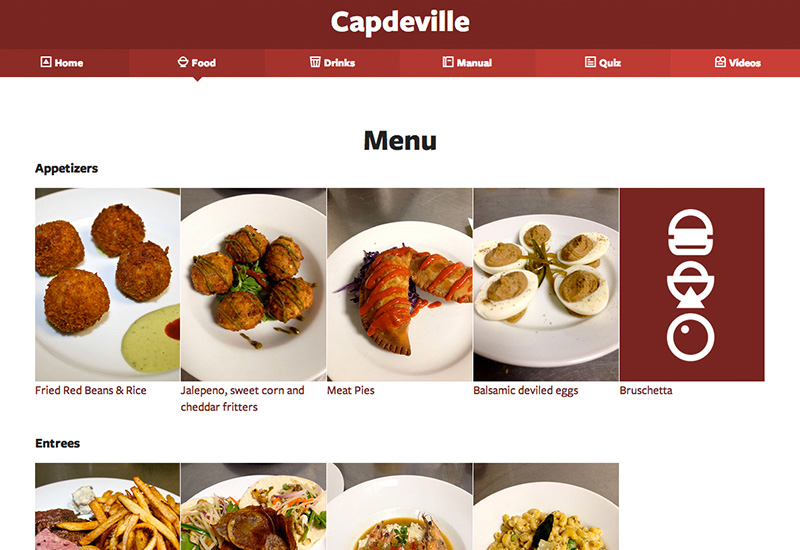 Capdeville
Home Food Drinks Manual Quiz Videos
Menu
Appetizers
Fried Red Beans & Rice
Jalepeno, sweet corn and
cheddar fritters
Meat Pies
Balsamic deviled eggs
Bruschetta
Entrees